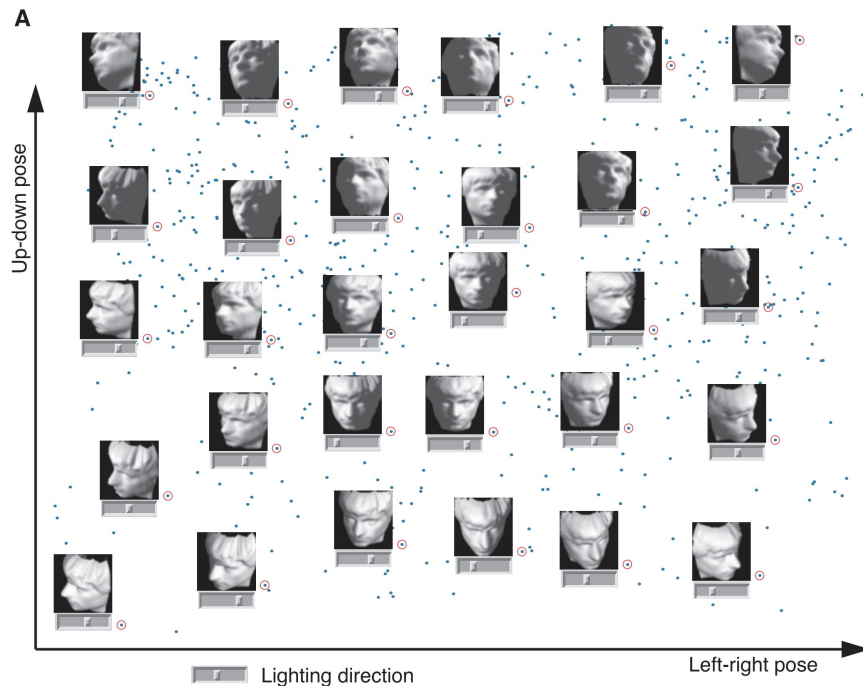 A
Up-down pose
Left-right pose
Lighting direction